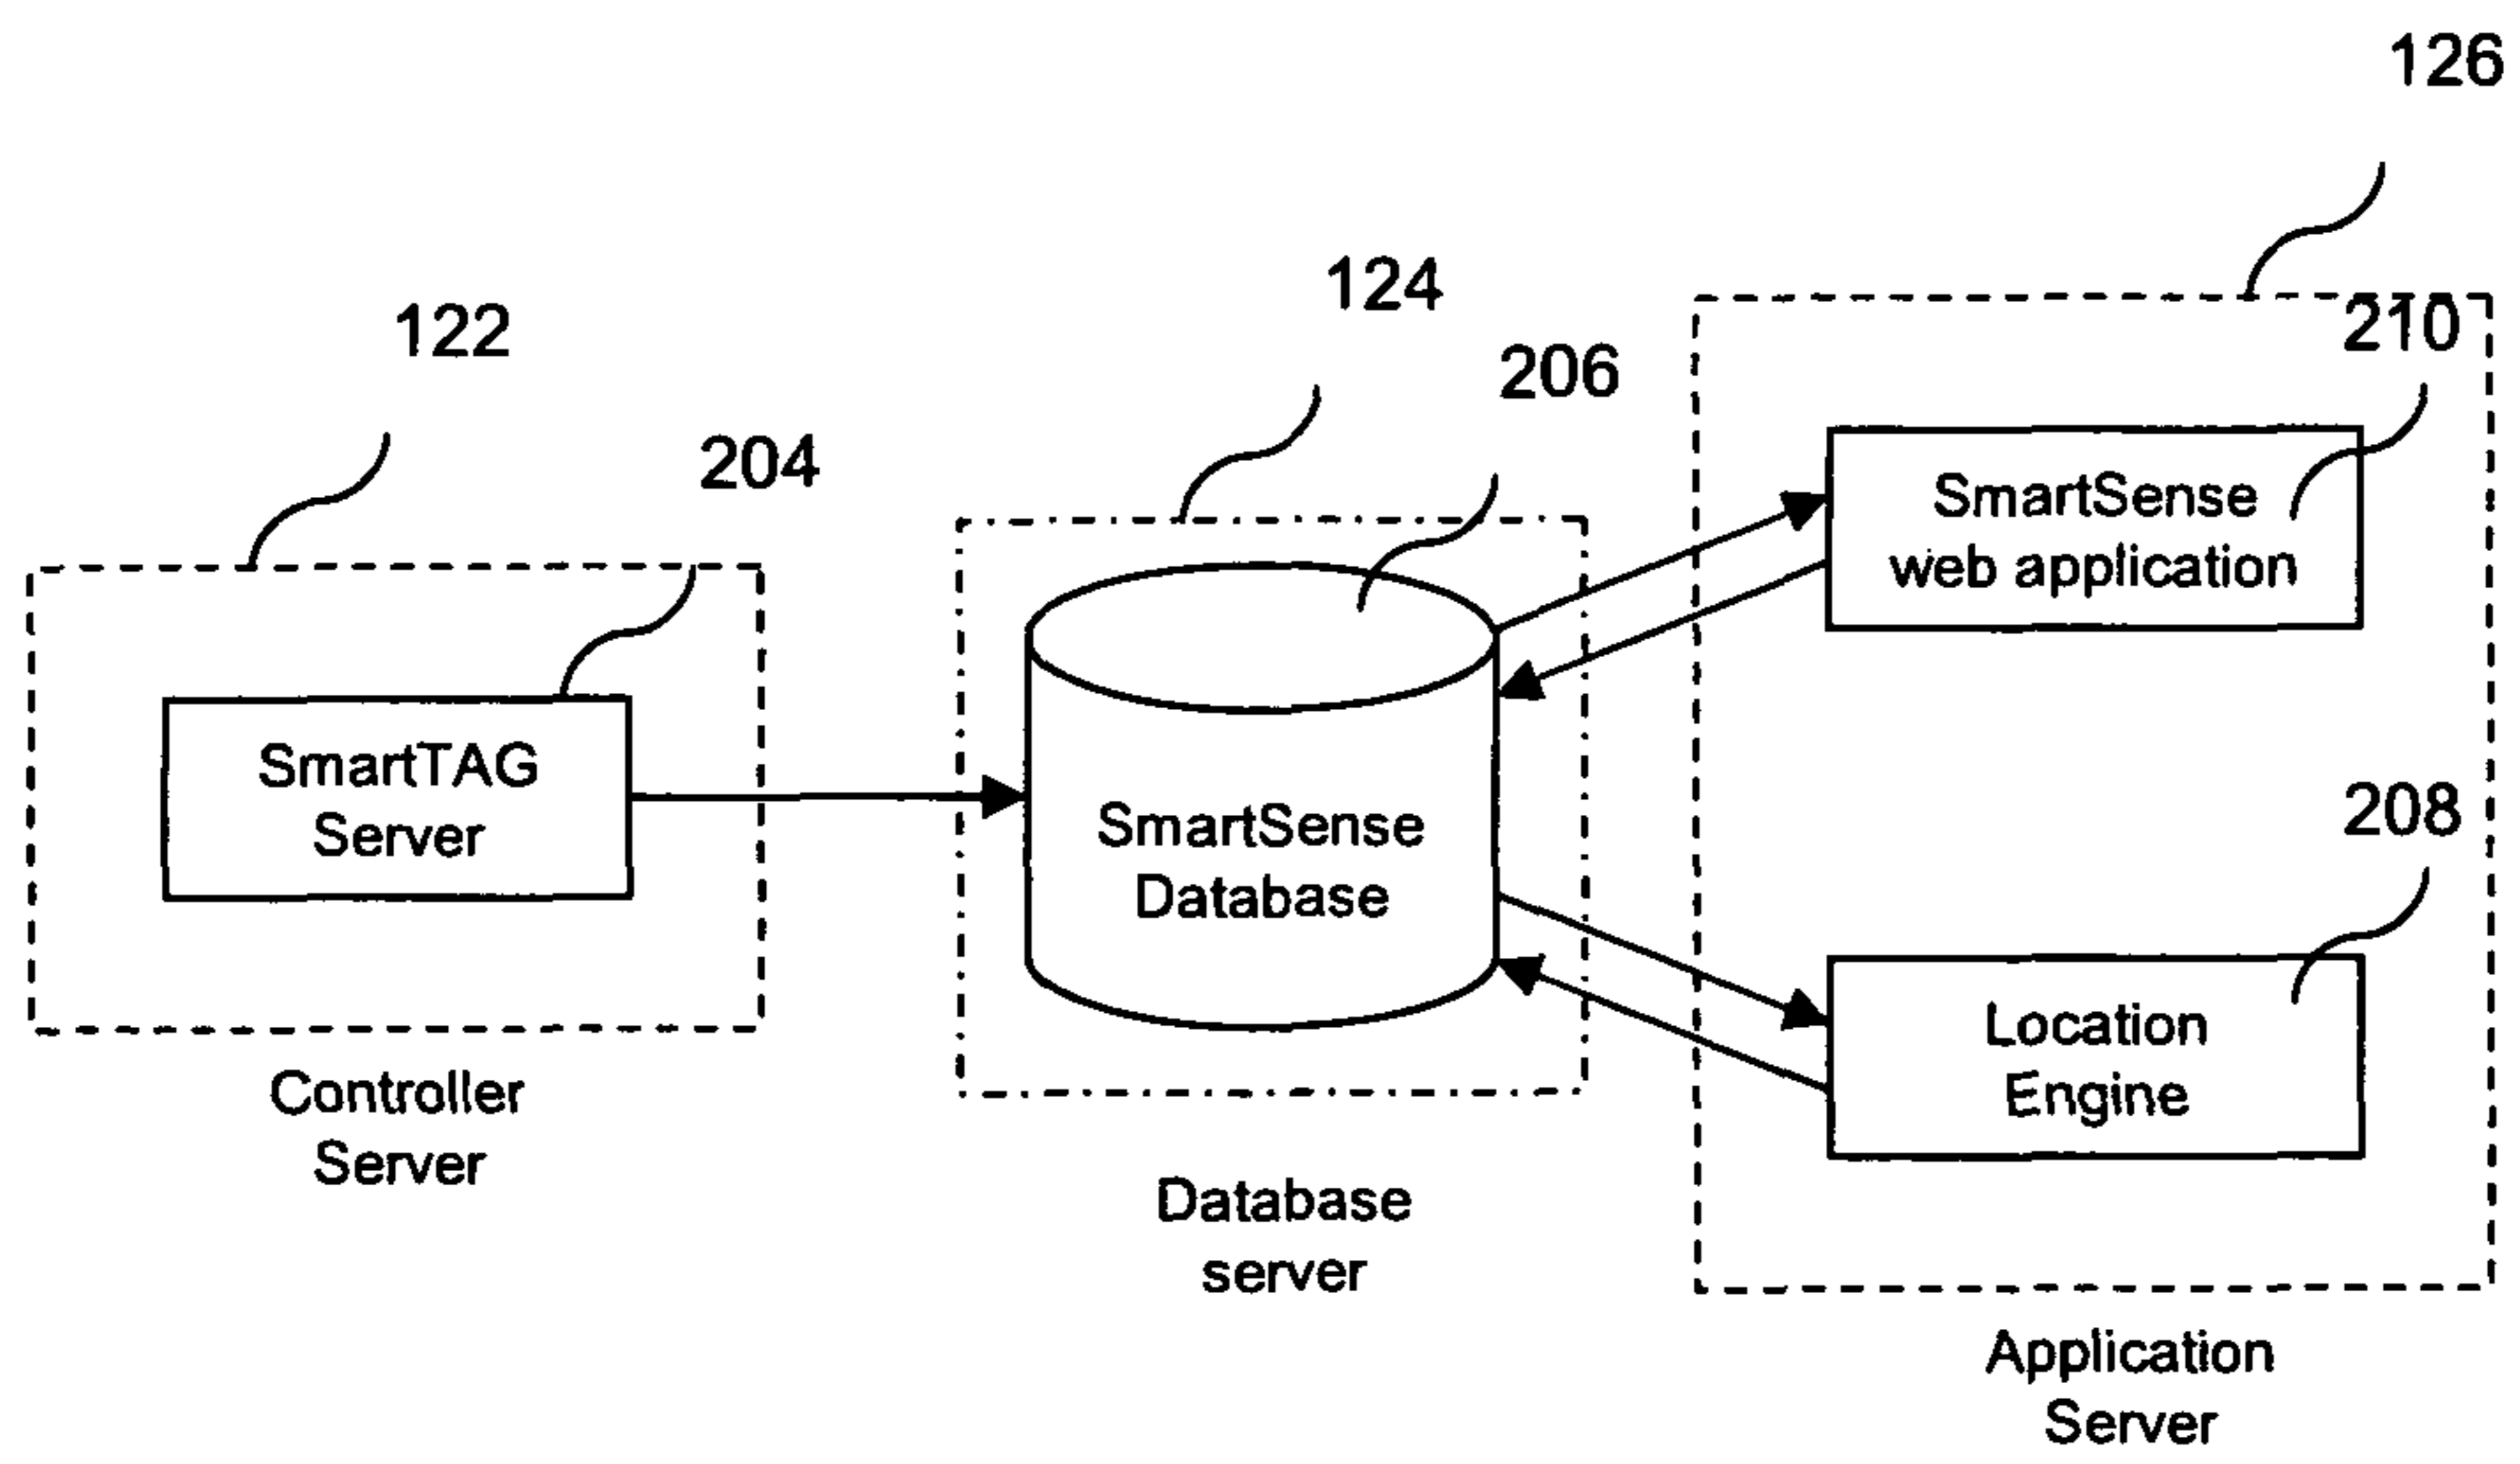 126
210
124
122
206
204
SmartSense
web application
SmartTAG
Server
SmartSense
Database
208
Location
Engine
Controller
Server
Database
server
Application
Server